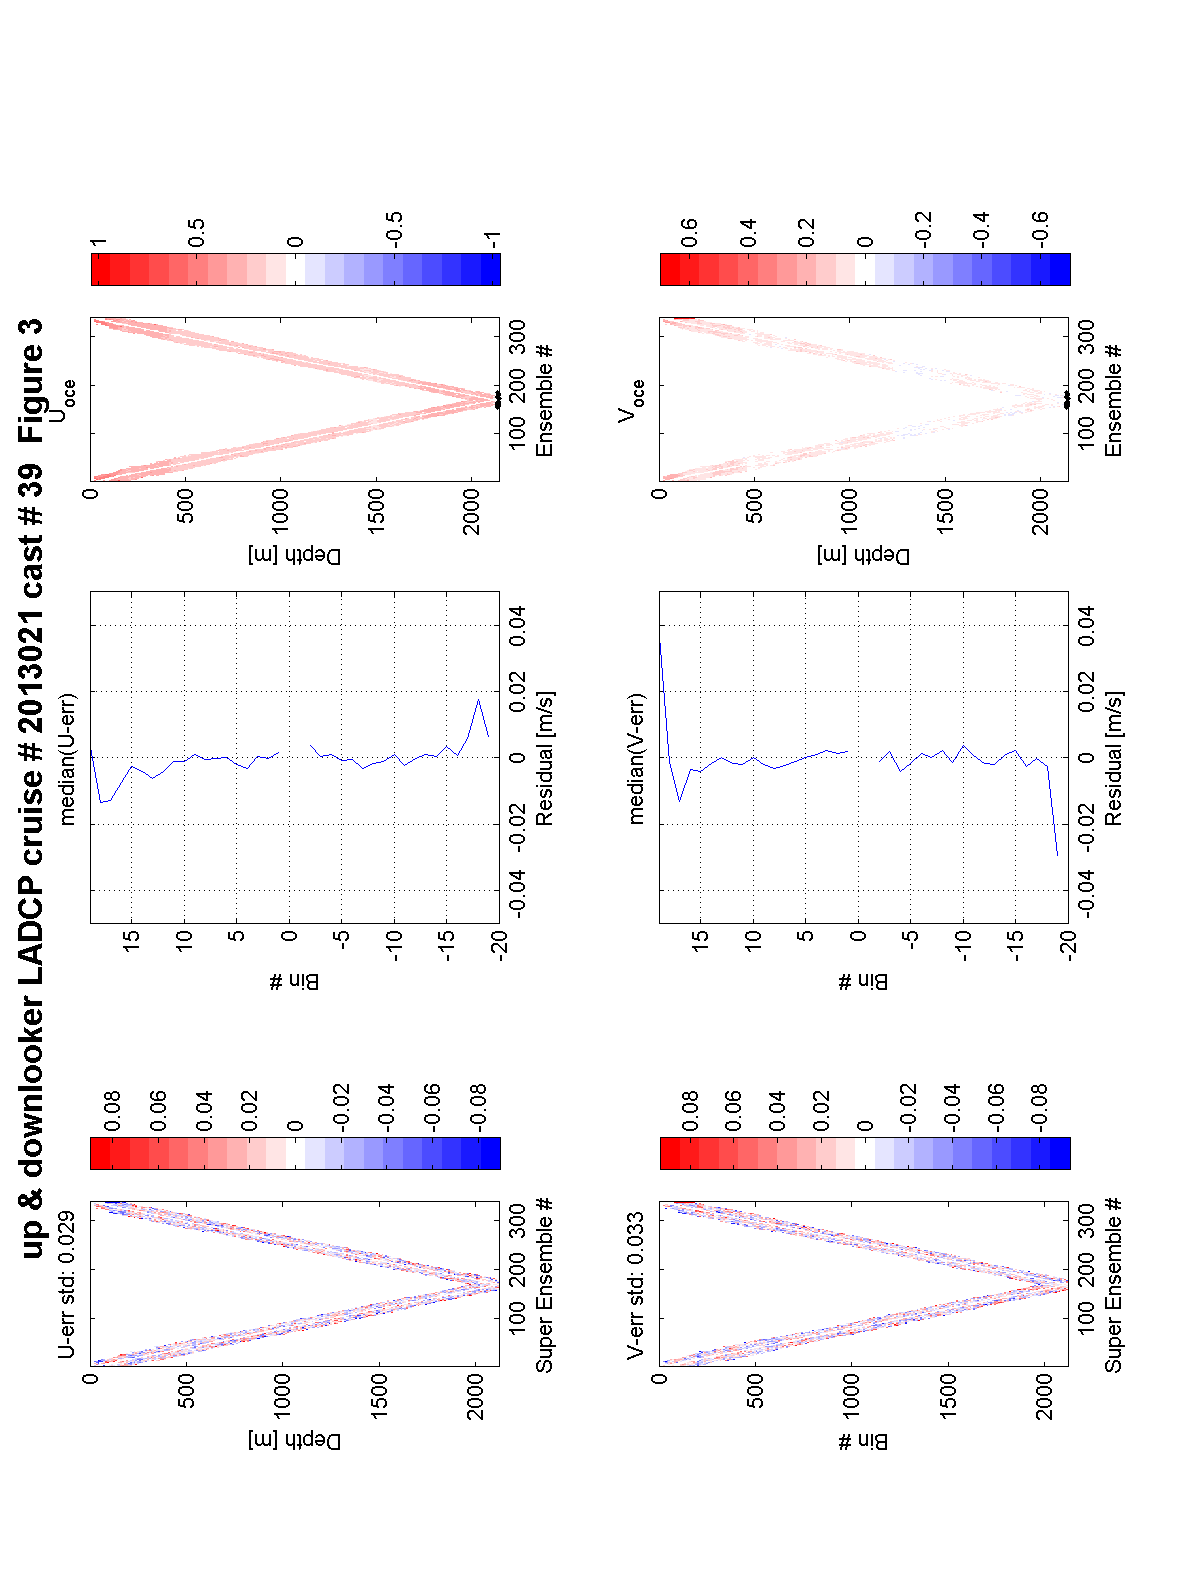 up & downlooker LADCP cruise # 2013021 cast # 39 Figure 3
U-err std: 0.029
0
500
1000
1500
2000
Depth [m]
100 200 300
Super Ensemble #
0.08
0.06
0.04
0.02
0
-0.02
-0.04
-0.06
-0.08
median(U-err)
15
10
5
0
-5
-10
-15
-20
Bin #
-0.04 -0.02 0 0.02 0.04
Residual [m/s]
Uoce
0
500
1000
1500
2000
Depth [m]
100 200 300
Ensemble #
1
0.5
0
-0.5
-1
V-err std: 0.033
0
500
1000
1500
2000
Bin #
100 200 300
Super Ensemble #
0.08
0.06
0.04
0.02
0
-0.02
-0.04
-0.06
-0.08
median(V-err)
15
10
5
0
-5
-10
-15
-20
Bin #
-0.04 -0.02 0 0.02 0.04
Residual [m/s]
Voce
0
500
1000
1500
2000
Depth [m]
100 200 300
Ensemble #
0.6
0.4
0.2
0
-0.2
-0.4
-0.6